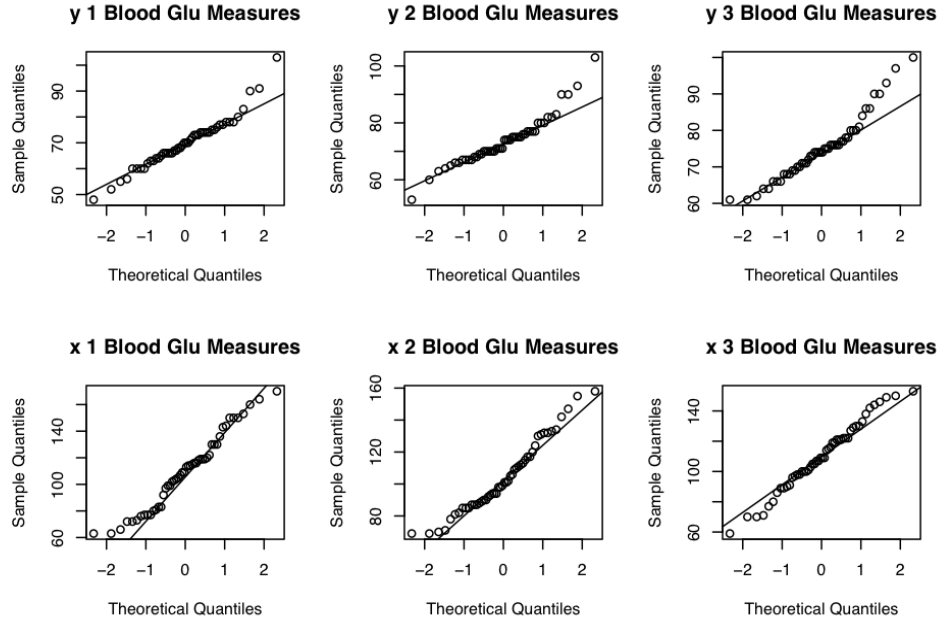 y 1 Blood Glu Measures
y 2 Blood Glu Measures
y 3 Blood Glu Measures
Sample Quantiles
50 70 90
−2 −1 0 1 2
Theoretical Quantiles
Sample Quantiles
60 80 100
−2 −1 0 1 2
Theoretical Quantiles
Sample Quantiles
60 70 80 90
−2 −1 0 1 2
Theoretical Quantiles
x 1 Blood Glu Measures
x 2 Blood Glu Measures
x 3 Blood Glu Measures
Sample Quantiles
60 100 140
−2 −1 0 1 2
Theoretical Quantiles
Sample Quantiles
80 120 160
−2 −1 0 1 2
Theoretical Quantiles
Sample Quantiles
60 100 140
−2 −1 0 1 2
Theoretical Quantiles